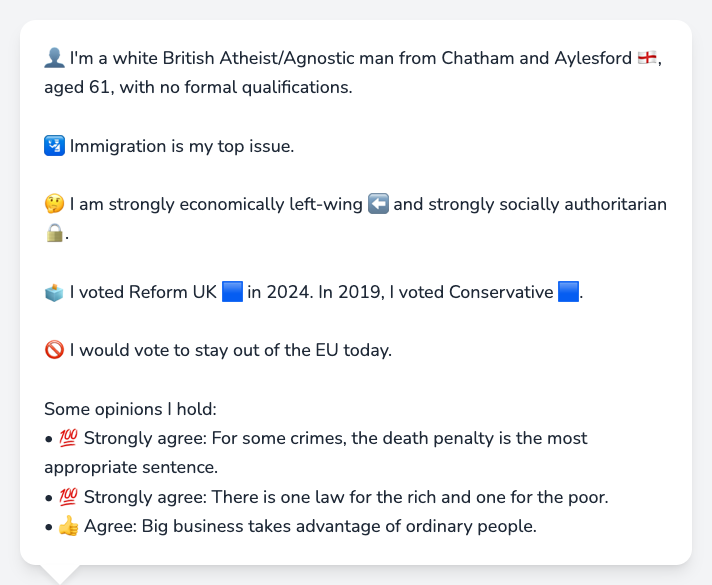 👤 I'm a white British Atheist/Agnostic man from Chatham and Aylesford 🏴󠁧󠁢󠁥󠁮󠁧󠁿,
aged 61, with no formal qualifications.
🛂 Immigration is my top issue.
🤔 I am strongly economically left-wing ⬅️ and strongly socially authoritarian
🔒.
🗳️ I voted Reform UK 🟦 in 2024. In 2019, I voted Conservative 🟦.
🚫 I would vote to stay out of the EU today.
Some opinions I hold:
• 💯 Strongly agree: For some crimes, the death penalty is the most
appropriate sentence.
• 💯 Strongly agree: There is one law for the rich and one for the poor.
• 👍 Agree: Big business takes advantage of ordinary people.